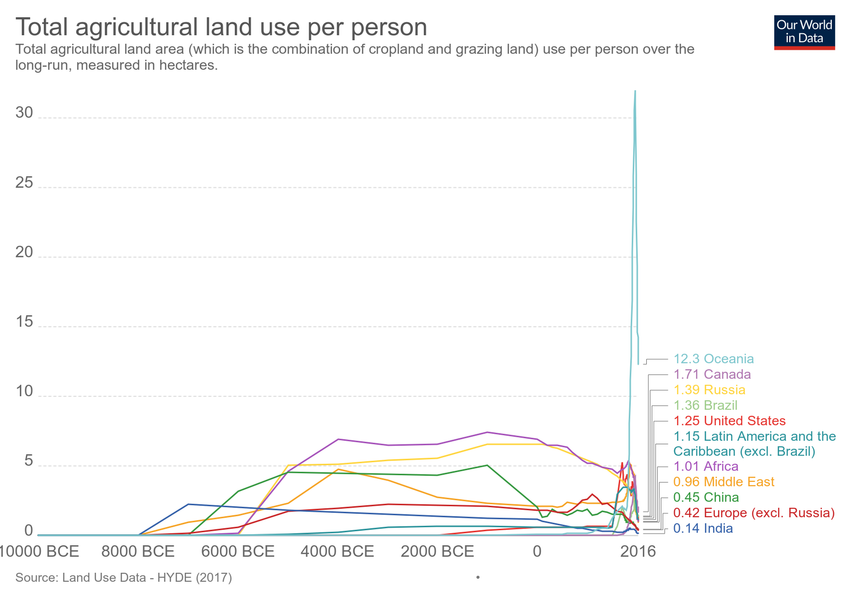 Total agricultural land use per person
Our World
in Data
Total agricultural land area (which is the combination of cropland and grazing land) use per person over the
long-run, measured in hectares.
30
25
20
15
10
5
0
12.3 Oceania
1.71 Canada
1.39 Russia
1.36 Brazil
1.25 United States
1.15 Latin America and the
Caribbean (excl. Brazil)
1.01 Africa
0.96 Middle East
0.45 China
0.42 Europe (excl. Russia)
0.14 India
10000 BCE 8000 BCE 6000 BCE 4000 BCE 2000 BCE 0 2016
Source: Land Use Data - HYDE (2017) •